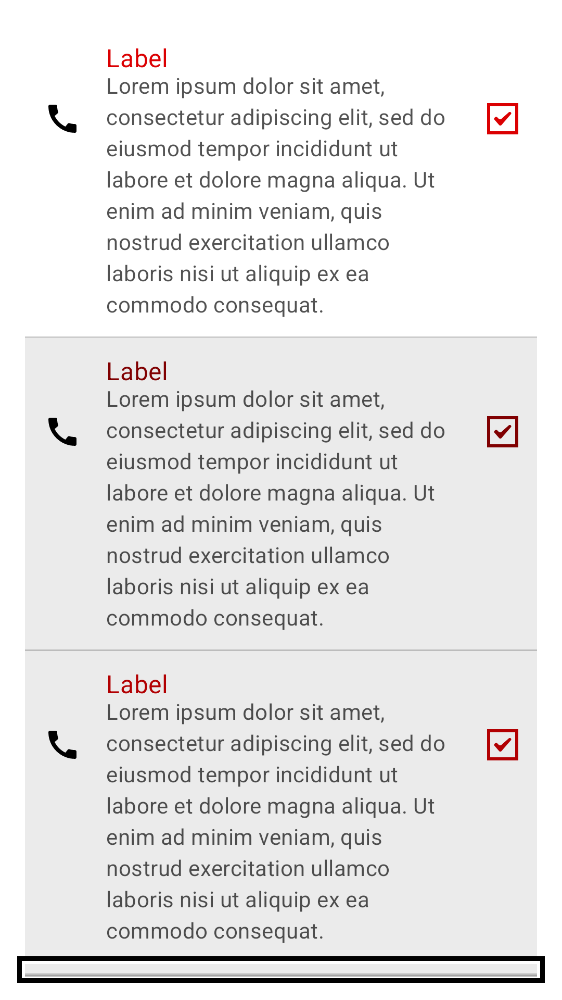 Label
Lorem ipsum dolor sit amet,
consectetur adipiscing elit, sed do
eiusmod tempor incididunt ut
labore et dolore magna aliqua. Ut
enim ad minim veniam, quis
nostrud exercitation ullamco
laboris nisi ut aliquip ex ea
commodo consequat.
Label
Lorem ipsum dolor sit amet,
consectetur adipiscing elit, sed do
eiusmod tempor incididunt ut
labore et dolore magna aliqua. Ut
enim ad minim veniam, quis
nostrud exercitation ullamco
laboris nisi ut aliquip ex ea
commodo consequat.
Label
Lorem ipsum dolor sit amet,
consectetur adipiscing elit, sed do
eiusmod tempor incididunt ut
labore et dolore magna aliqua. Ut
enim ad minim veniam, quis
nostrud exercitation ullamco
laboris nisi ut aliquip ex ea
commodo consequat.